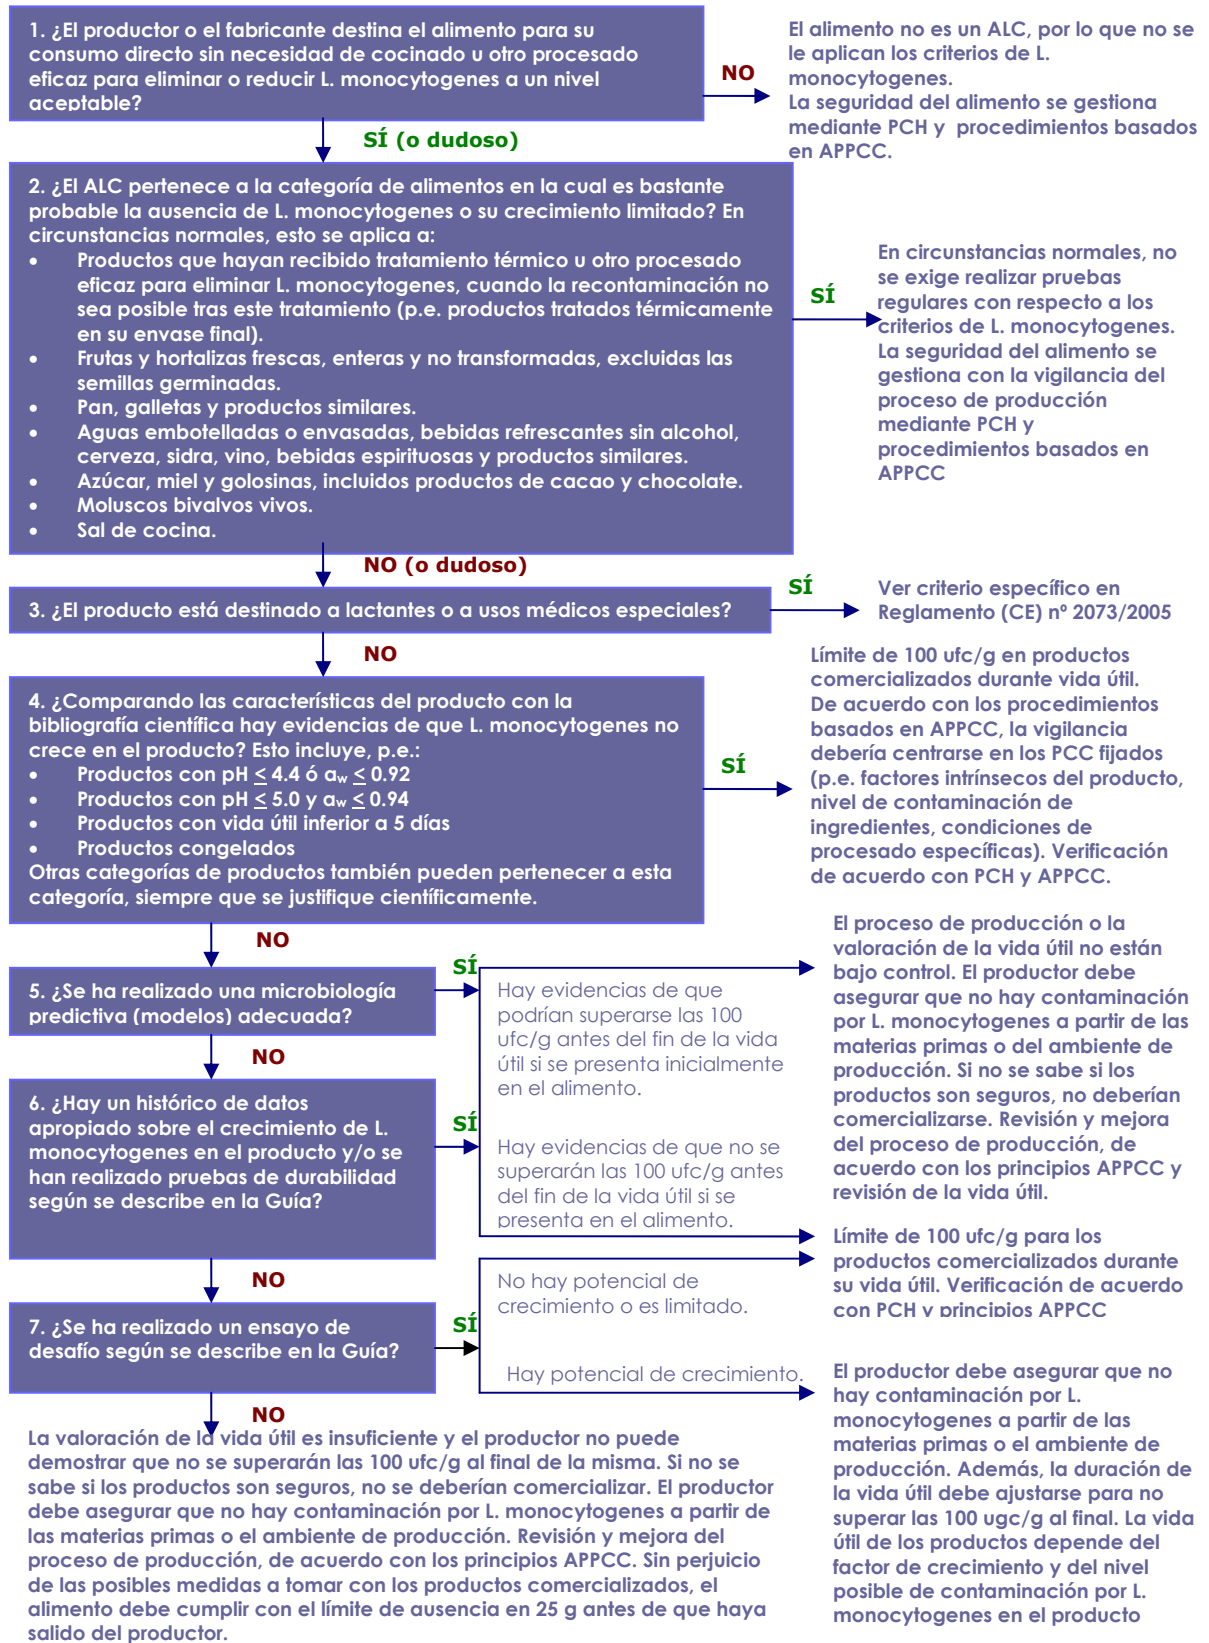 1. ¿El productor o el fabricante destina el alimento para su
consumo directo sin necesidad de cocinado u otro procesado
eficaz para eliminar o reducir L. monocytogenes a un nivel
aceptable?
NO
El alimento no es un ALC, por lo que no se
le aplican los criterios de L.
monocytogenes.
La seguridad del alimento se gestiona
mediante PCH y procedimientos basados
en APPCC.
SÍ (o dudoso)
2. ¿El ALC pertenece a la categoría de alimentos en la cual es bastante
probable la ausencia de L. monocytogenes o su crecimiento limitado? En
circunstancias normales, esto se aplica a:
• Productos que hayan recibido tratamiento térmico u otro procesado
eficaz para eliminar L. monocytogenes, cuando la recontaminación no
sea posible tras este tratamiento (p.e. productos tratados térmicamente
en su envase final).
• Frutas y hortalizas frescas, enteras y no transformadas, excluidas las
semillas germinadas.
• Pan, galletas y productos similares.
• Aguas embotelladas o envasadas, bebidas refrescantes sin alcohol,
cerveza, sidra, vino, bebidas espirituosas y productos similares.
• Azúcar, miel y golosinas, incluidos productos de cacao y chocolate.
• Moluscos bivalvos vivos.
• Sal de cocina.
SÍ
En circunstancias normales, no
se exige realizar pruebas
regulares con respecto a los
criterios de L. monocytogenes.
La seguridad del alimento se
gestiona con la vigilancia del
proceso de producción
mediante PCH y
procedimientos basados en
APPCC
NO (o dudoso)
3. ¿El producto está destinado a lactantes o a usos médicos especiales?
SÍ
Ver criterio específico en
Reglamento (CE) nº 2073/2005
NO
4. ¿Comparando las características del producto con la
bibliografía científica hay evidencias de que L. monocytogenes no
crece en el producto? Esto incluye, p.e.:
• Productos con pH ≤ 4.4 ó aw ≤ 0.92
• Productos con pH ≤ 5.0 y aw ≤ 0.94
• Productos con vida útil inferior a 5 días
• Productos congelados
Otras categorías de productos también pueden pertenecer a esta
categoría, siempre que se justifique científicamente.
SÍ
Límite de 100 ufc/g en productos
comercializados durante vida útil.
De acuerdo con los procedimientos
basados en APPCC, la vigilancia
debería centrarse en los PCC fijados
(p.e. factores intrínsecos del producto,
nivel de contaminación de
ingredientes, condiciones de
procesado específicas). Verificación
de acuerdo con PCH y APPCC.
NO
5. ¿Se ha realizado una microbiología
predictiva (modelos) adecuada?
SÍ
Hay evidencias de que
podrían superarse las 100
ufc/g antes del fin de la vida
útil si se presenta inicialmente
en el alimento.
El proceso de producción o la
valoración de la vida útil no están
bajo control. El productor debe
asegurar que no hay contaminación
por L. monocytogenes a partir de las
materias primas o del ambiente de
producción. Si no se sabe si los
productos son seguros, no deberían
comercializarse. Revisión y mejora
del proceso de producción, de
acuerdo con los principios APPCC y
revisión de la vida útil.
NO
6. ¿Hay un histórico de datos
apropiado sobre el crecimiento de L.
monocytogenes en el producto y/o se
han realizado pruebas de durabilidad
según se describe en la Guía?
SÍ
Hay evidencias de que no se
superarán las 100 ufc/g antes
del fin de la vida útil si se
presenta en el alimento.
Límite de 100 ufc/g para los
productos comercializados durante
su vida útil. Verificación de acuerdo
con PCH y principios APPCC
NO
7. ¿Se ha realizado un ensayo de
desafío según se describe en la Guía?
SÍ
No hay potencial de
crecimiento o es limitado.
Hay potencial de crecimiento.
El productor debe asegurar que no
hay contaminación por L.
monocytogenes a partir de las
materias primas o el ambiente de
producción. Además, la duración de
la vida útil debe ajustarse para no
superar las 100 ugc/g al final. La vida
útil de los productos depende del
factor de crecimiento y del nivel
posible de contaminación por L.
monocytogenes en el producto
NO
La valoración de la vida útil es insuficiente y el productor no puede
demostrar que no se superarán las 100 ufc/g al final de la misma. Si no se
sabe si los productos son seguros, no se deberían comercializar. El productor
debe asegurar que no hay contaminación por L. monocytogenes a partir de
las materias primas o el ambiente de producción. Revisión y mejora del
proceso de producción, de acuerdo con los principios APPCC. Sin perjuicio
de las posibles medidas a tomar con los productos comercializados, el
alimento debe cumplir con el límite de ausencia en 25 g antes de que haya
salido del productor.